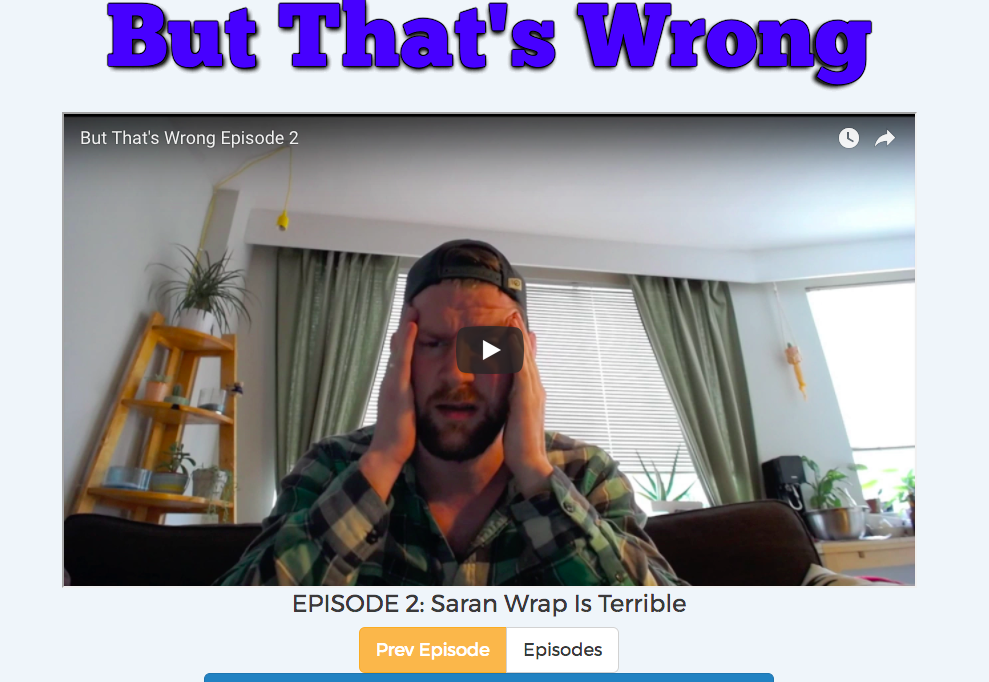 But That's Wrong
But That's Wrong Episode 2
EPISODE 2: Saran Wrap Is Terrible
Prev Episode
Episodes